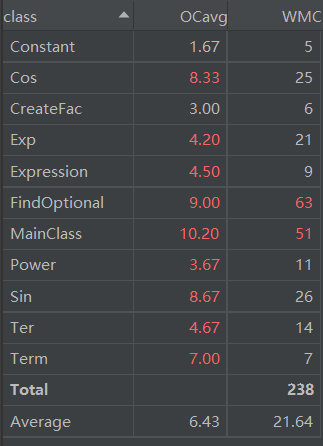 class OCavg WMC
Constant 1.67 5
Cos 8.33 25
CreateFac 3.00 6
Exp 4.20 21
Expression 4.50 9
FindOptional 9.00 63
MainClass 10.20 51
Power 3.67 11
Sin 8.67 26
Ter 4.67 14
Term 7.00 7
Total 238
Average 6.43 21.64